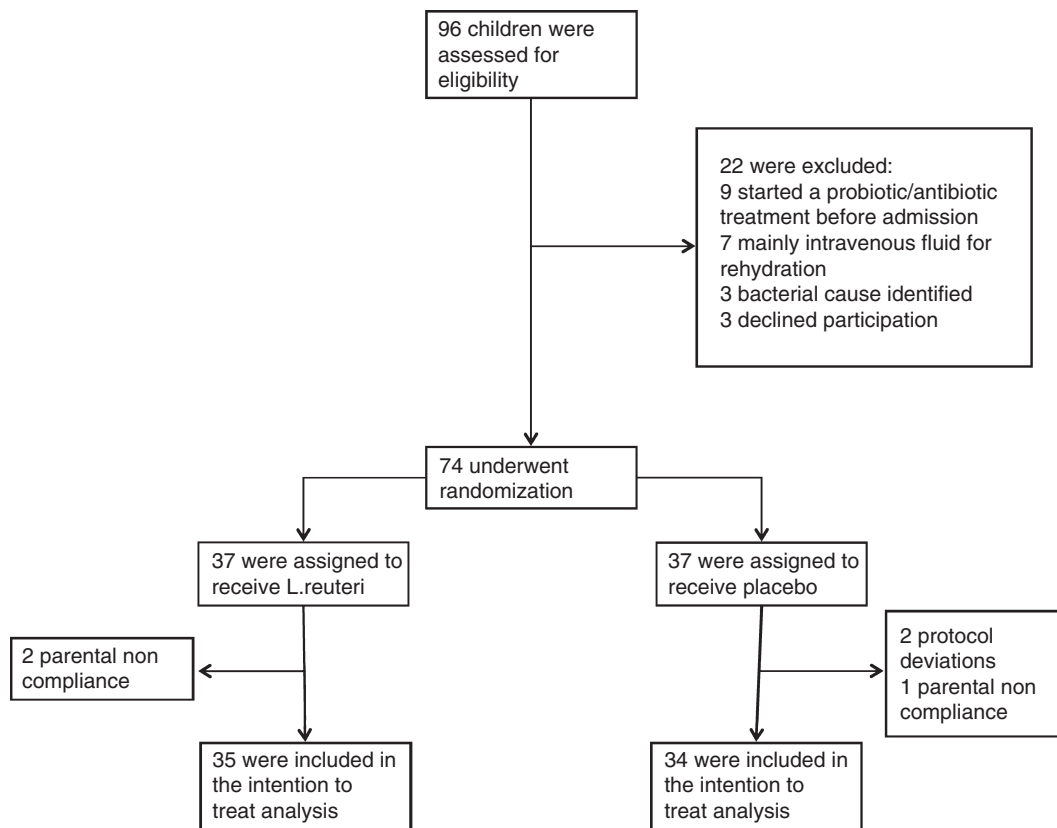 96 children were
assessed for
eligibility
22 were excluded:
9 started a probiotic/antibiotic
treatment before admission
7 mainly intravenous fluid for
rehydration
3 bacterial cause identified
3 declined participation
74 underwent
randomization
37 were assigned to
receive L.reuteri
37 were assigned to
receive placebo
2 parental non
compliance
2 protocol
deviations
1 parental non
compliance
35 were included in
the intention to
treat analysis
34 were included in
the intention to
treat analysis